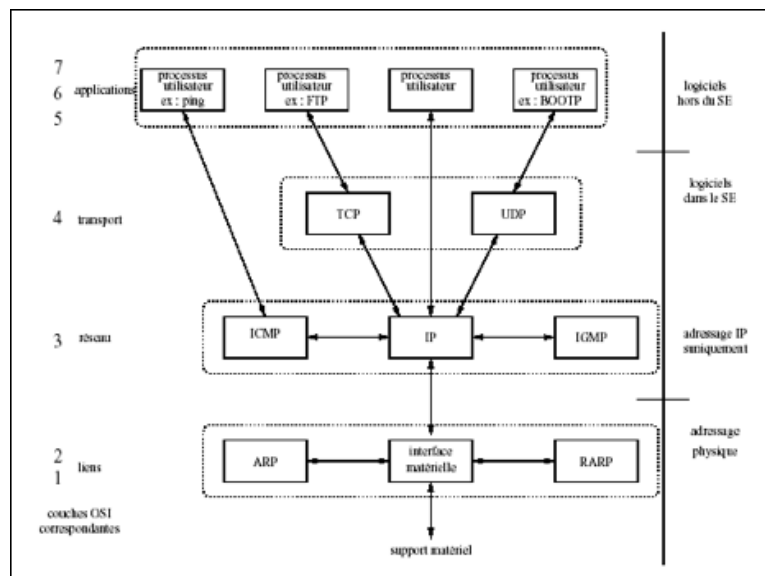 7
6 applications
5
processus
utilisateur
ex : ping
processus
utilisateur
ex : FTP
processus
utilisateur
processus
utilisateur
ex : BOOTP
logiciels
hors du SE
4 transport
TCP
UDP
logiciels
dans le SE
3 réseau
ICMP
IP
IGMP
adressage IP
uniquement
2
1 liens
ARP
interface
matérielle
RARP
adressage
physique
couches OSI
correspondantes
support matériel